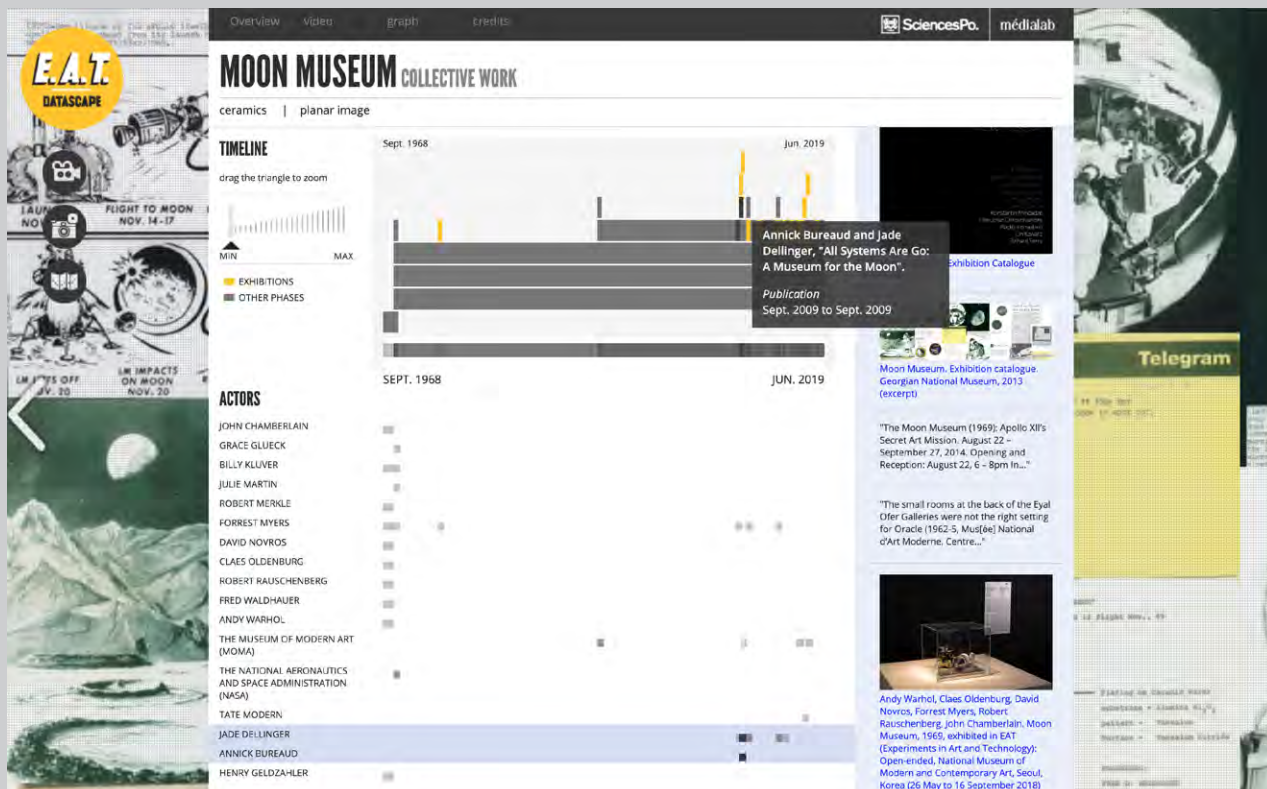 Overview video graph credits
SciencesPo. médialab
E.A.T.
DATASCAPE
MOON MUSEUM COLLECTIVE WORK
ceramics | planar image
TIMELINE
drag the triangle to zoom
MIN MAX
EXHIBITIONS
OTHER PHASES
Sept. 1968 Jun. 2019
Annick Bureaud and Jade
Dellinger, "All Systems Are Go:
A Museum for the Moon".
Publication
Sept. 2009 to Sept. 2009
SEPT. 1968 JUN. 2019
ACTORS
JOHN CHAMBERLAIN
GRACE GLUECK
BILLY KLUVER
JULIE MARTIN
ROBERT MERKLE
FORREST MYERS
DAVID NOVROS
CLAES OLDENBURG
ROBERT RAUSCHENBERG
FRED WALDHAUER
ANDY WARHOL
THE MUSEUM OF MODERN ART
(MOMA)
THE NATIONAL AERONAUTICS
AND SPACE ADMINISTRATION
(NASA)
TATE MODERN
JADE DELLINGER
ANNICK BUREAUD
HENRY GELDZAHLER
Exhibition Catalogue
Moon Museum. Exhibition catalogue.
Georgian National Museum, 2013
(excerpt)
"The Moon Museum (1969): Apollo XII's
Secret Art Mission. August 22 –
September 27, 2014. Opening and
Reception: August 22, 6 – 8pm In..."
"The small rooms at the back of the Eyal
Ofer Galleries were not the right setting
for Oracle (1962-5, Mus[ée] National
d'Art Moderne. Centre..."
Andy Warhol, Claes Oldenburg, David
Novros, Forrest Myers, Robert
Rauschenberg, John Chamberlain, Moon
Museum, 1969, exhibited in EAT
(Experiments in Art and Technology):
Open-ended, National Museum of
Modern and Contemporary Art, Seoul,
Korea (26 May to 16 September 2018)
FLIGHT TO MOON
NOV. 14-17
LM IMPACTS
ON MOON
NOV. 20
Telegram